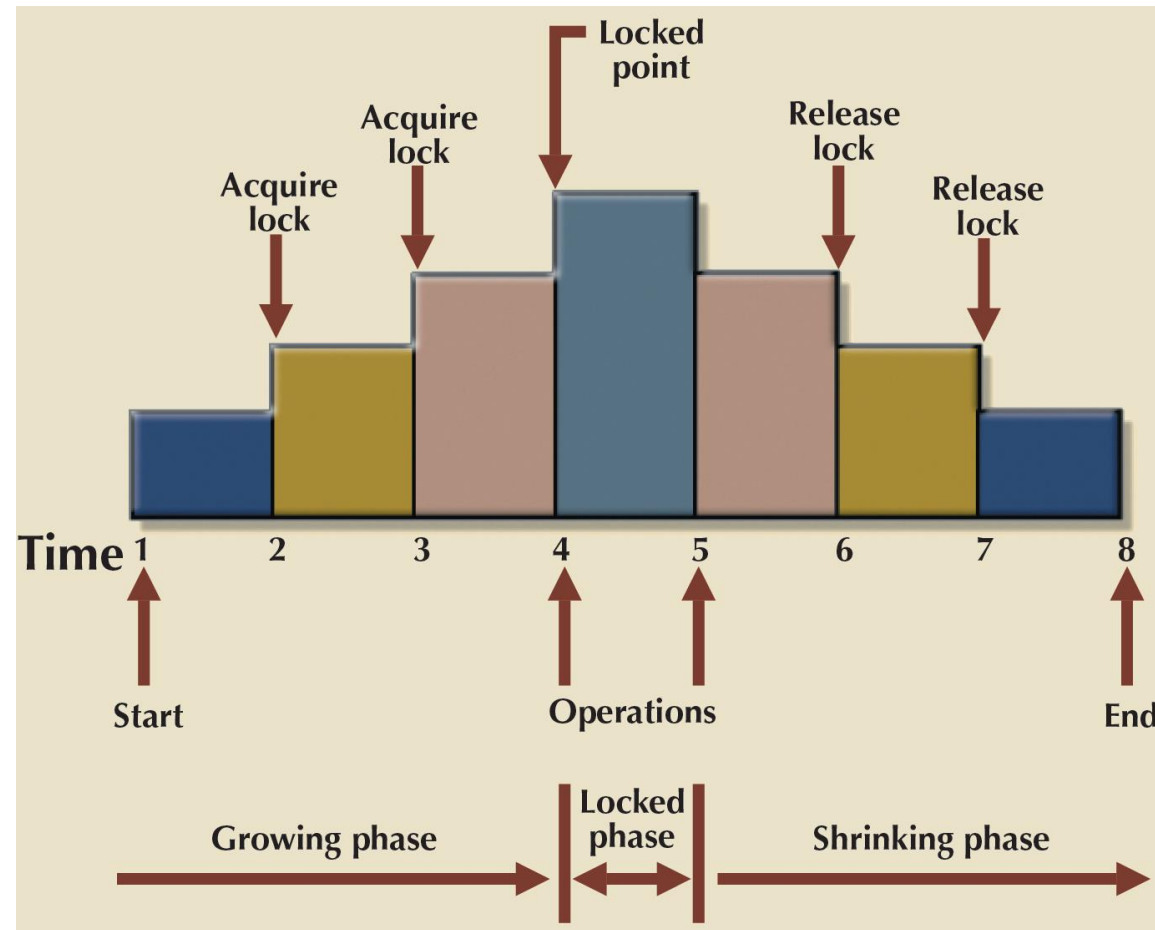 Locked
point
Acquire
lock
Release
lock
Acquire
lock
Release
lock
Time 1 2 3 4 5 6 7 8
Start
Operations
End
Growing phase
Locked
phase
Shrinking phase